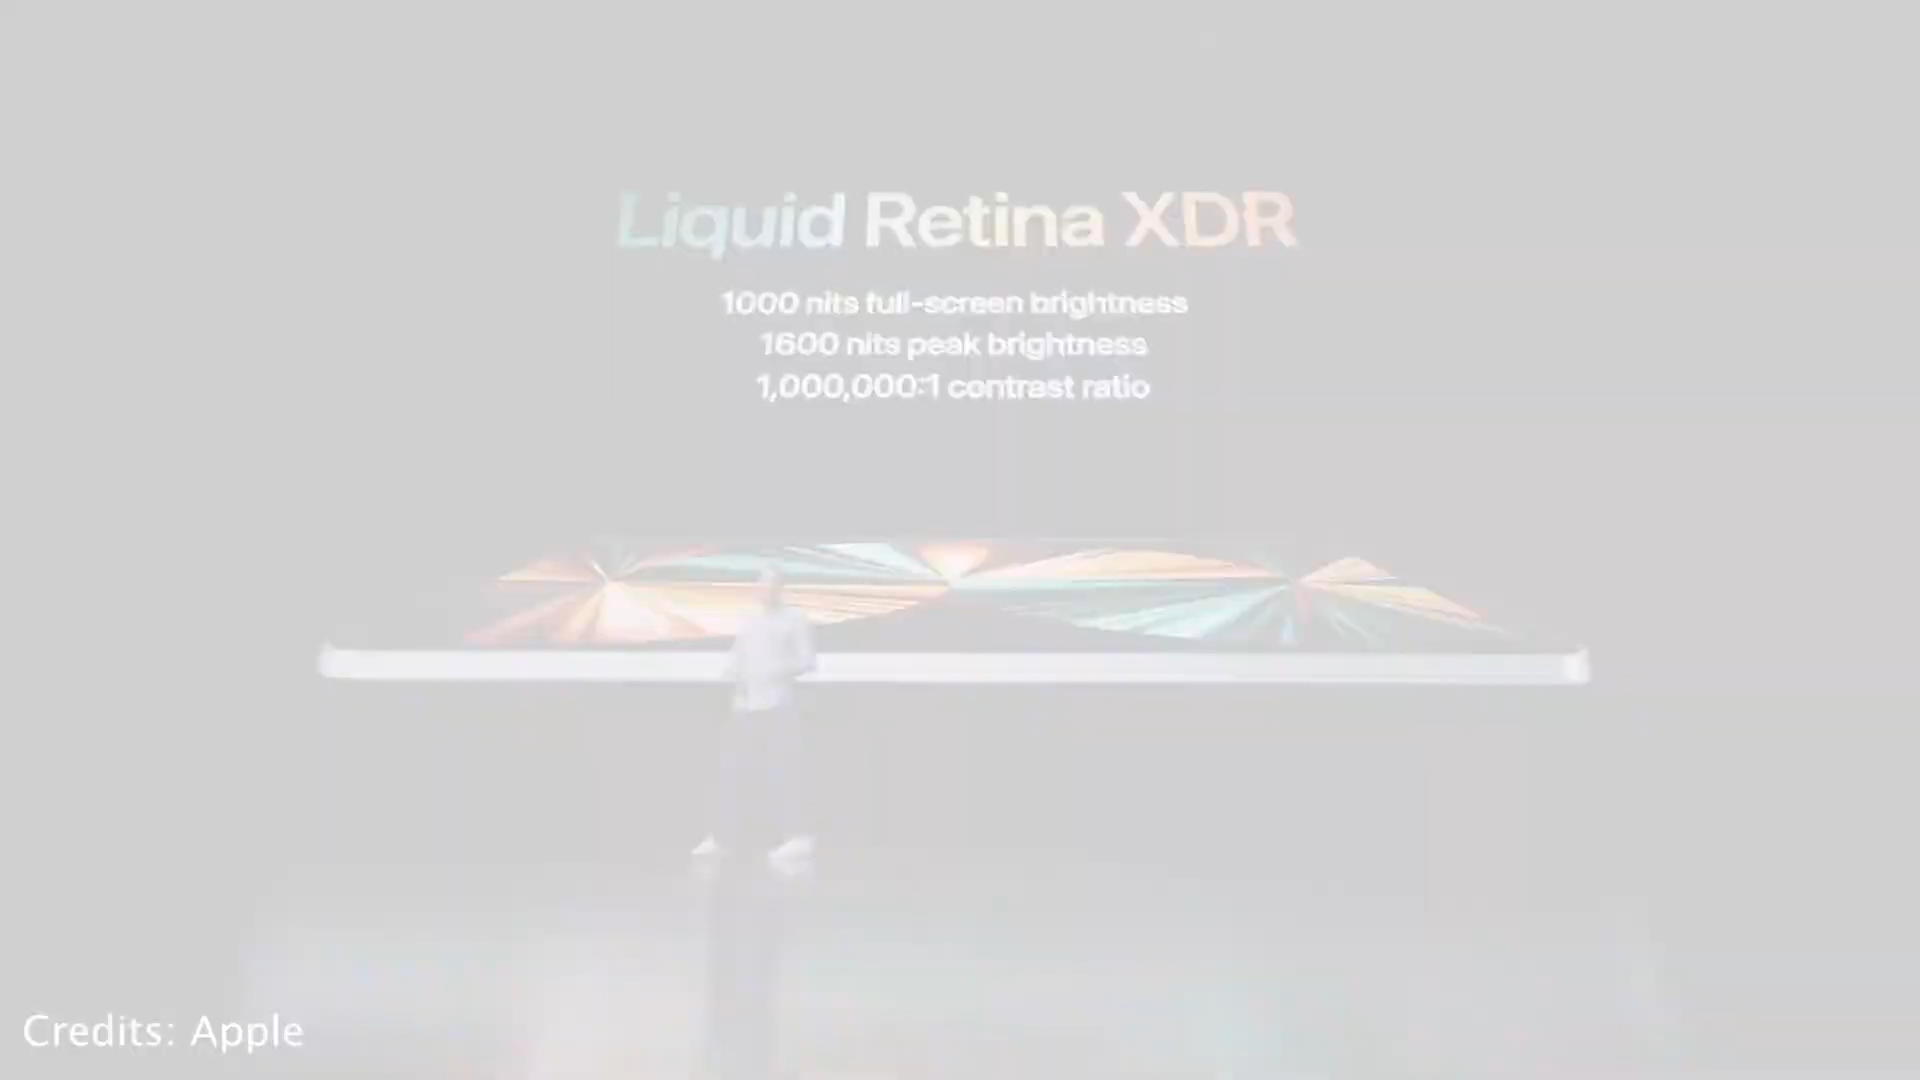 Liquid Retina XDR
1000 nits full-screen brightness
1600 nits peak brightness
1,000,000:1 contrast ratio
Credits: Apple